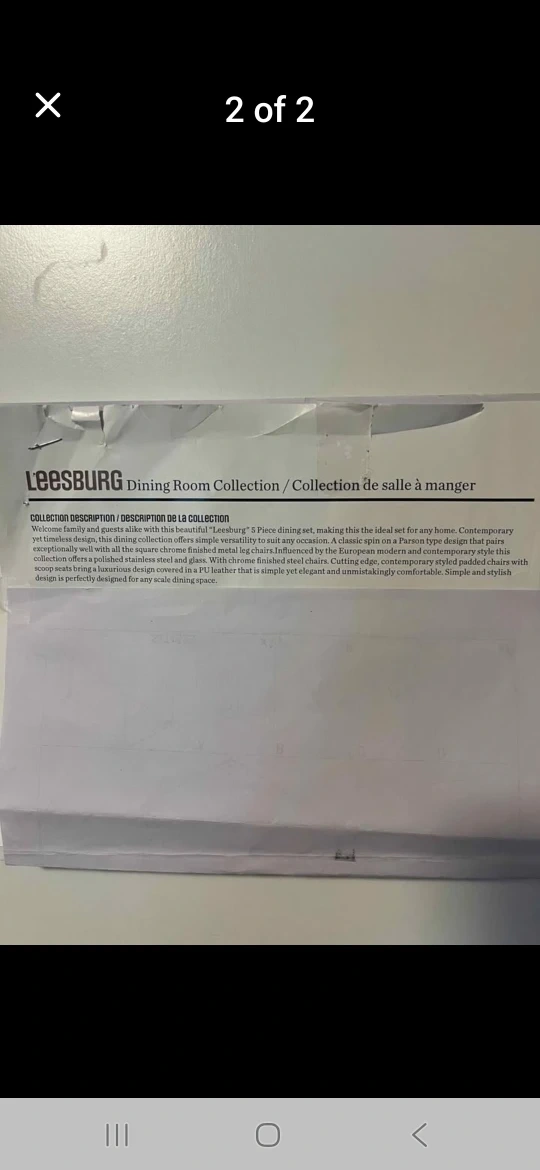 2 of 2
Leesburg Dining Room Collection / Collection de salle à manger
COLLECTION DESCRIPTION / DESCRIPTION DE LA COLLECTION
Welcome family and guests alike with this beautiful "Leesburg" 5 Piece dining set, making this the ideal set for any home. Contemporary
yet timeless design, this dining collection offers simple versatility to suit any occasion. A classic spin on a Parson type design that pairs
exceptionally well with all the square chrome finished metal leg chairs.Influenced by the European modern and contemporary style this
collection offers a polished stainless steel and glass. With chrome finished steel chairs. Cutting edge, contemporary styled padded chairs with
scoop seats bring a luxurious design covered in a PU leather that is simple yet elegant and unmistakingly comfortable. Simple and stylish
design is perfectly designed for any scale dining space.